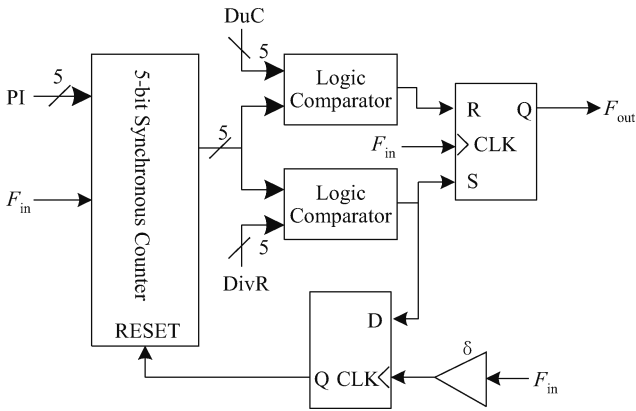 DuC
5
5
PI
5-bit Synchronous Counter
RESET
F_in
5
Logic
Comparator
Logic
Comparator
5
DivR
R
Q
F_in
CLK
S
F_out
D
Q
CLK
δ
F_in